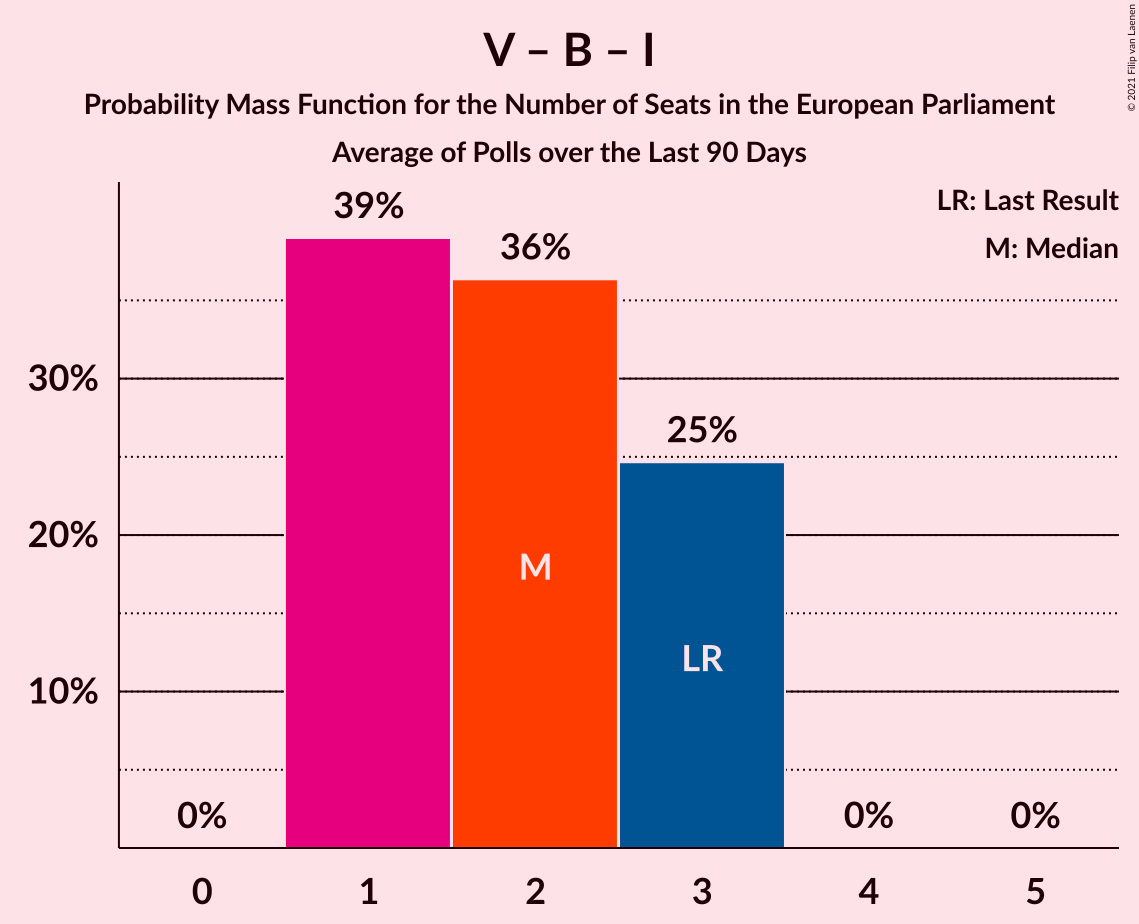 V – B – I
Probability Mass Function for the Number of Seats in the European Parliament
Average of Polls over the Last 90 Days
© 2021 Filip van Laenen
LR: Last Result
M: Median
39%
36%
25%
0%
0%
0%
30%
20%
10%
M
LR
0 1 2 3 4 5